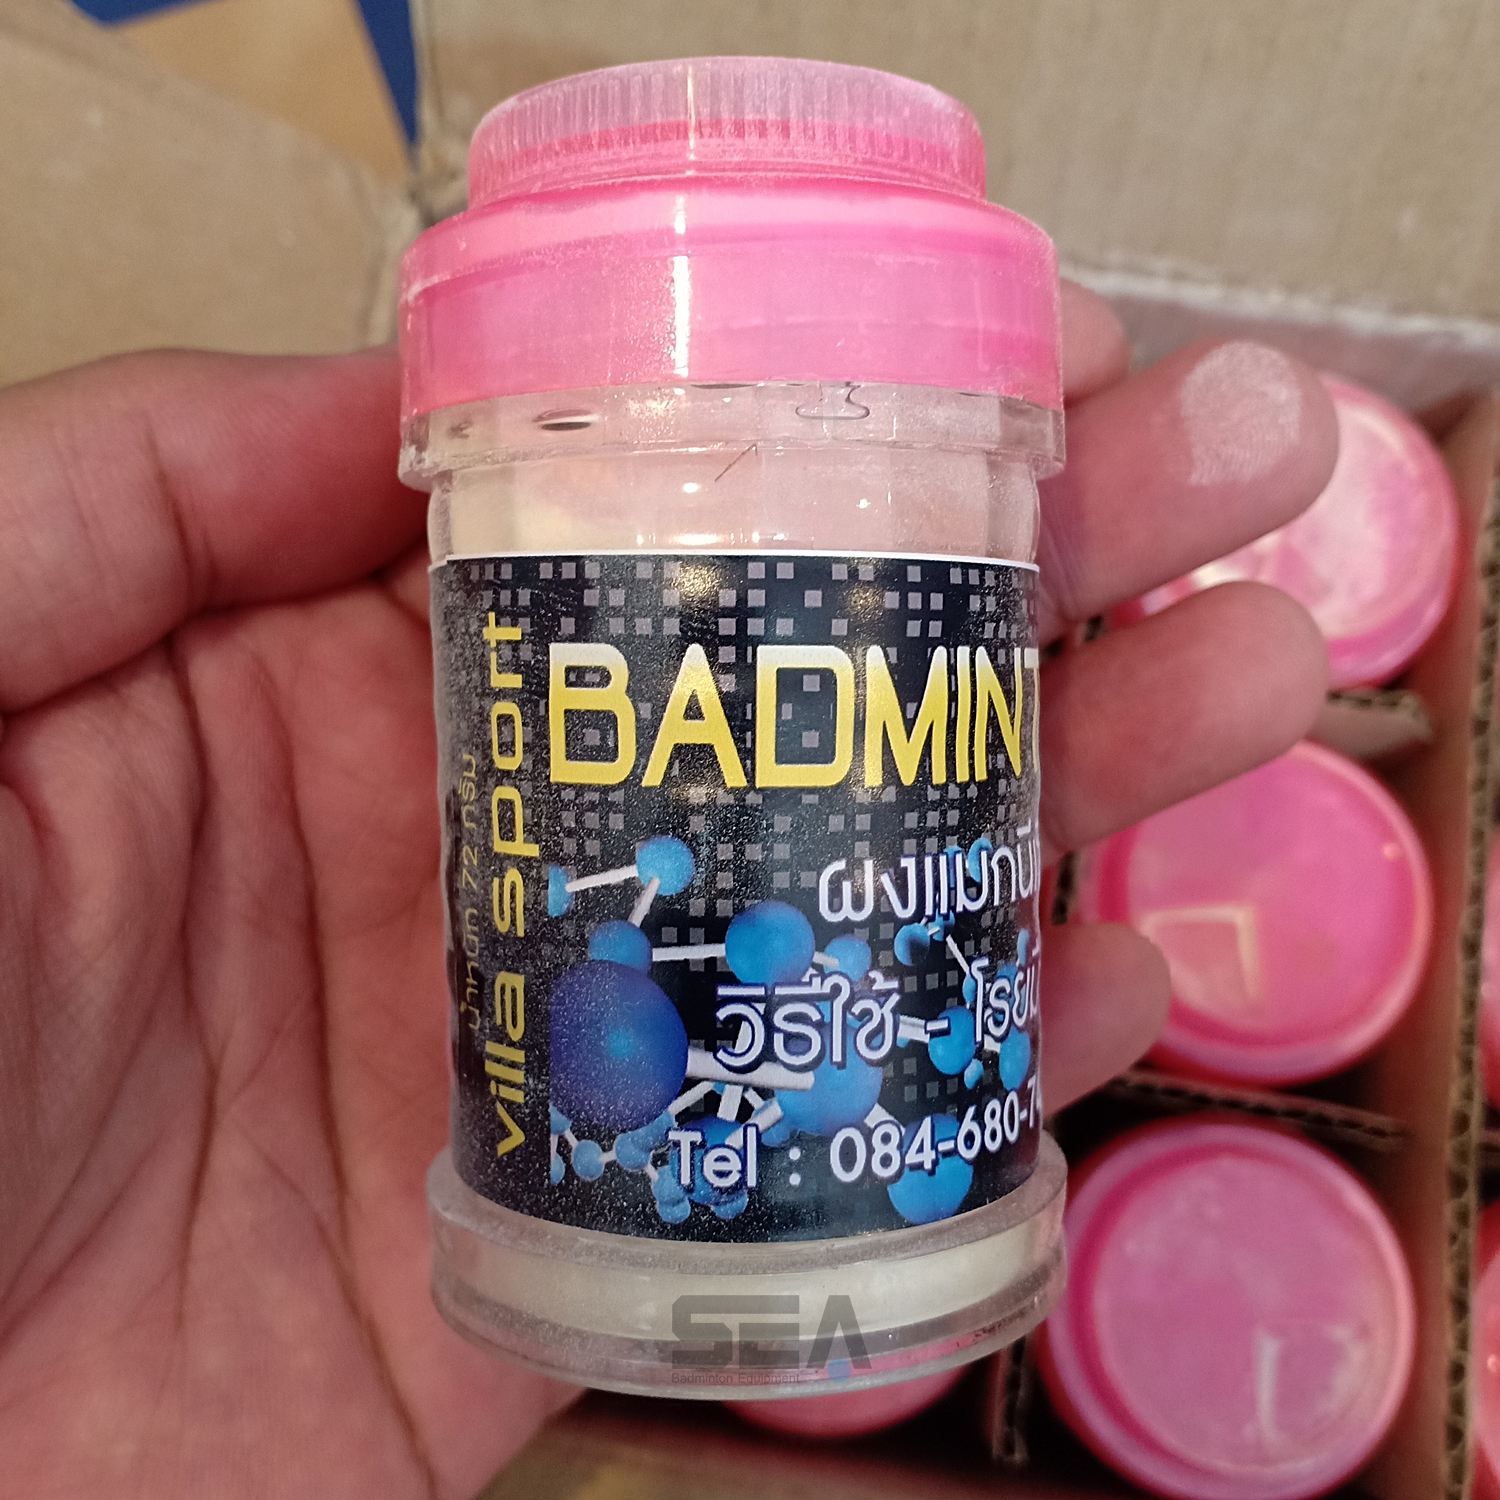 BADMINT
villa sport
น้ำหนัก 72 กรัม
ผงแมกนี
วิธีใช้ - โรย
Tel : 084-680-7
SEA
Badminton Equipment